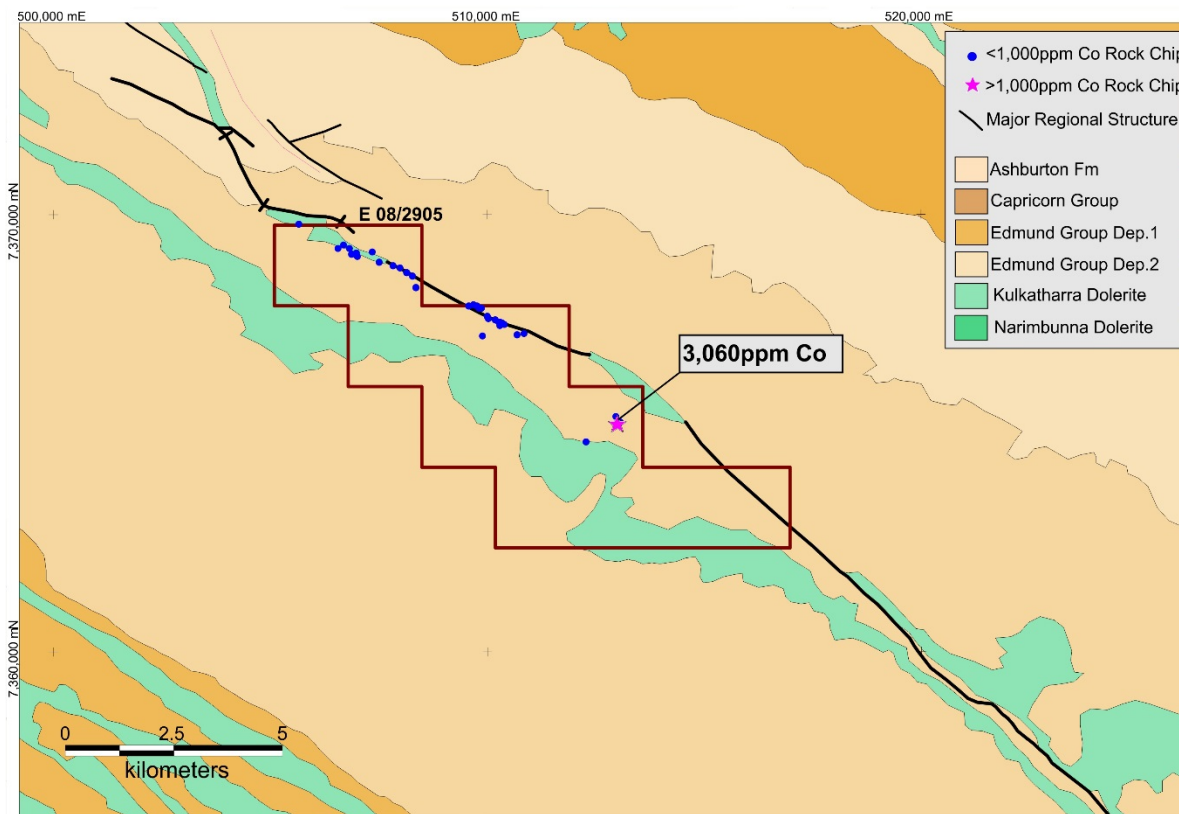 500,000 mE
510,000 mE
520,000 mE
<1,000ppm Co Rock Chip
>1,000ppm Co Rock Chip
Major Regional Structure
Ashburton Fm
Capricorn Group
Edmund Group Dep.1
Edmund Group Dep.2
Kulkatharra Dolerite
Narimbunna Dolerite
7,370,000 mN
E 08/2905
3,060ppm Co
7,360,000 mN
0 2.5 5
kilometers